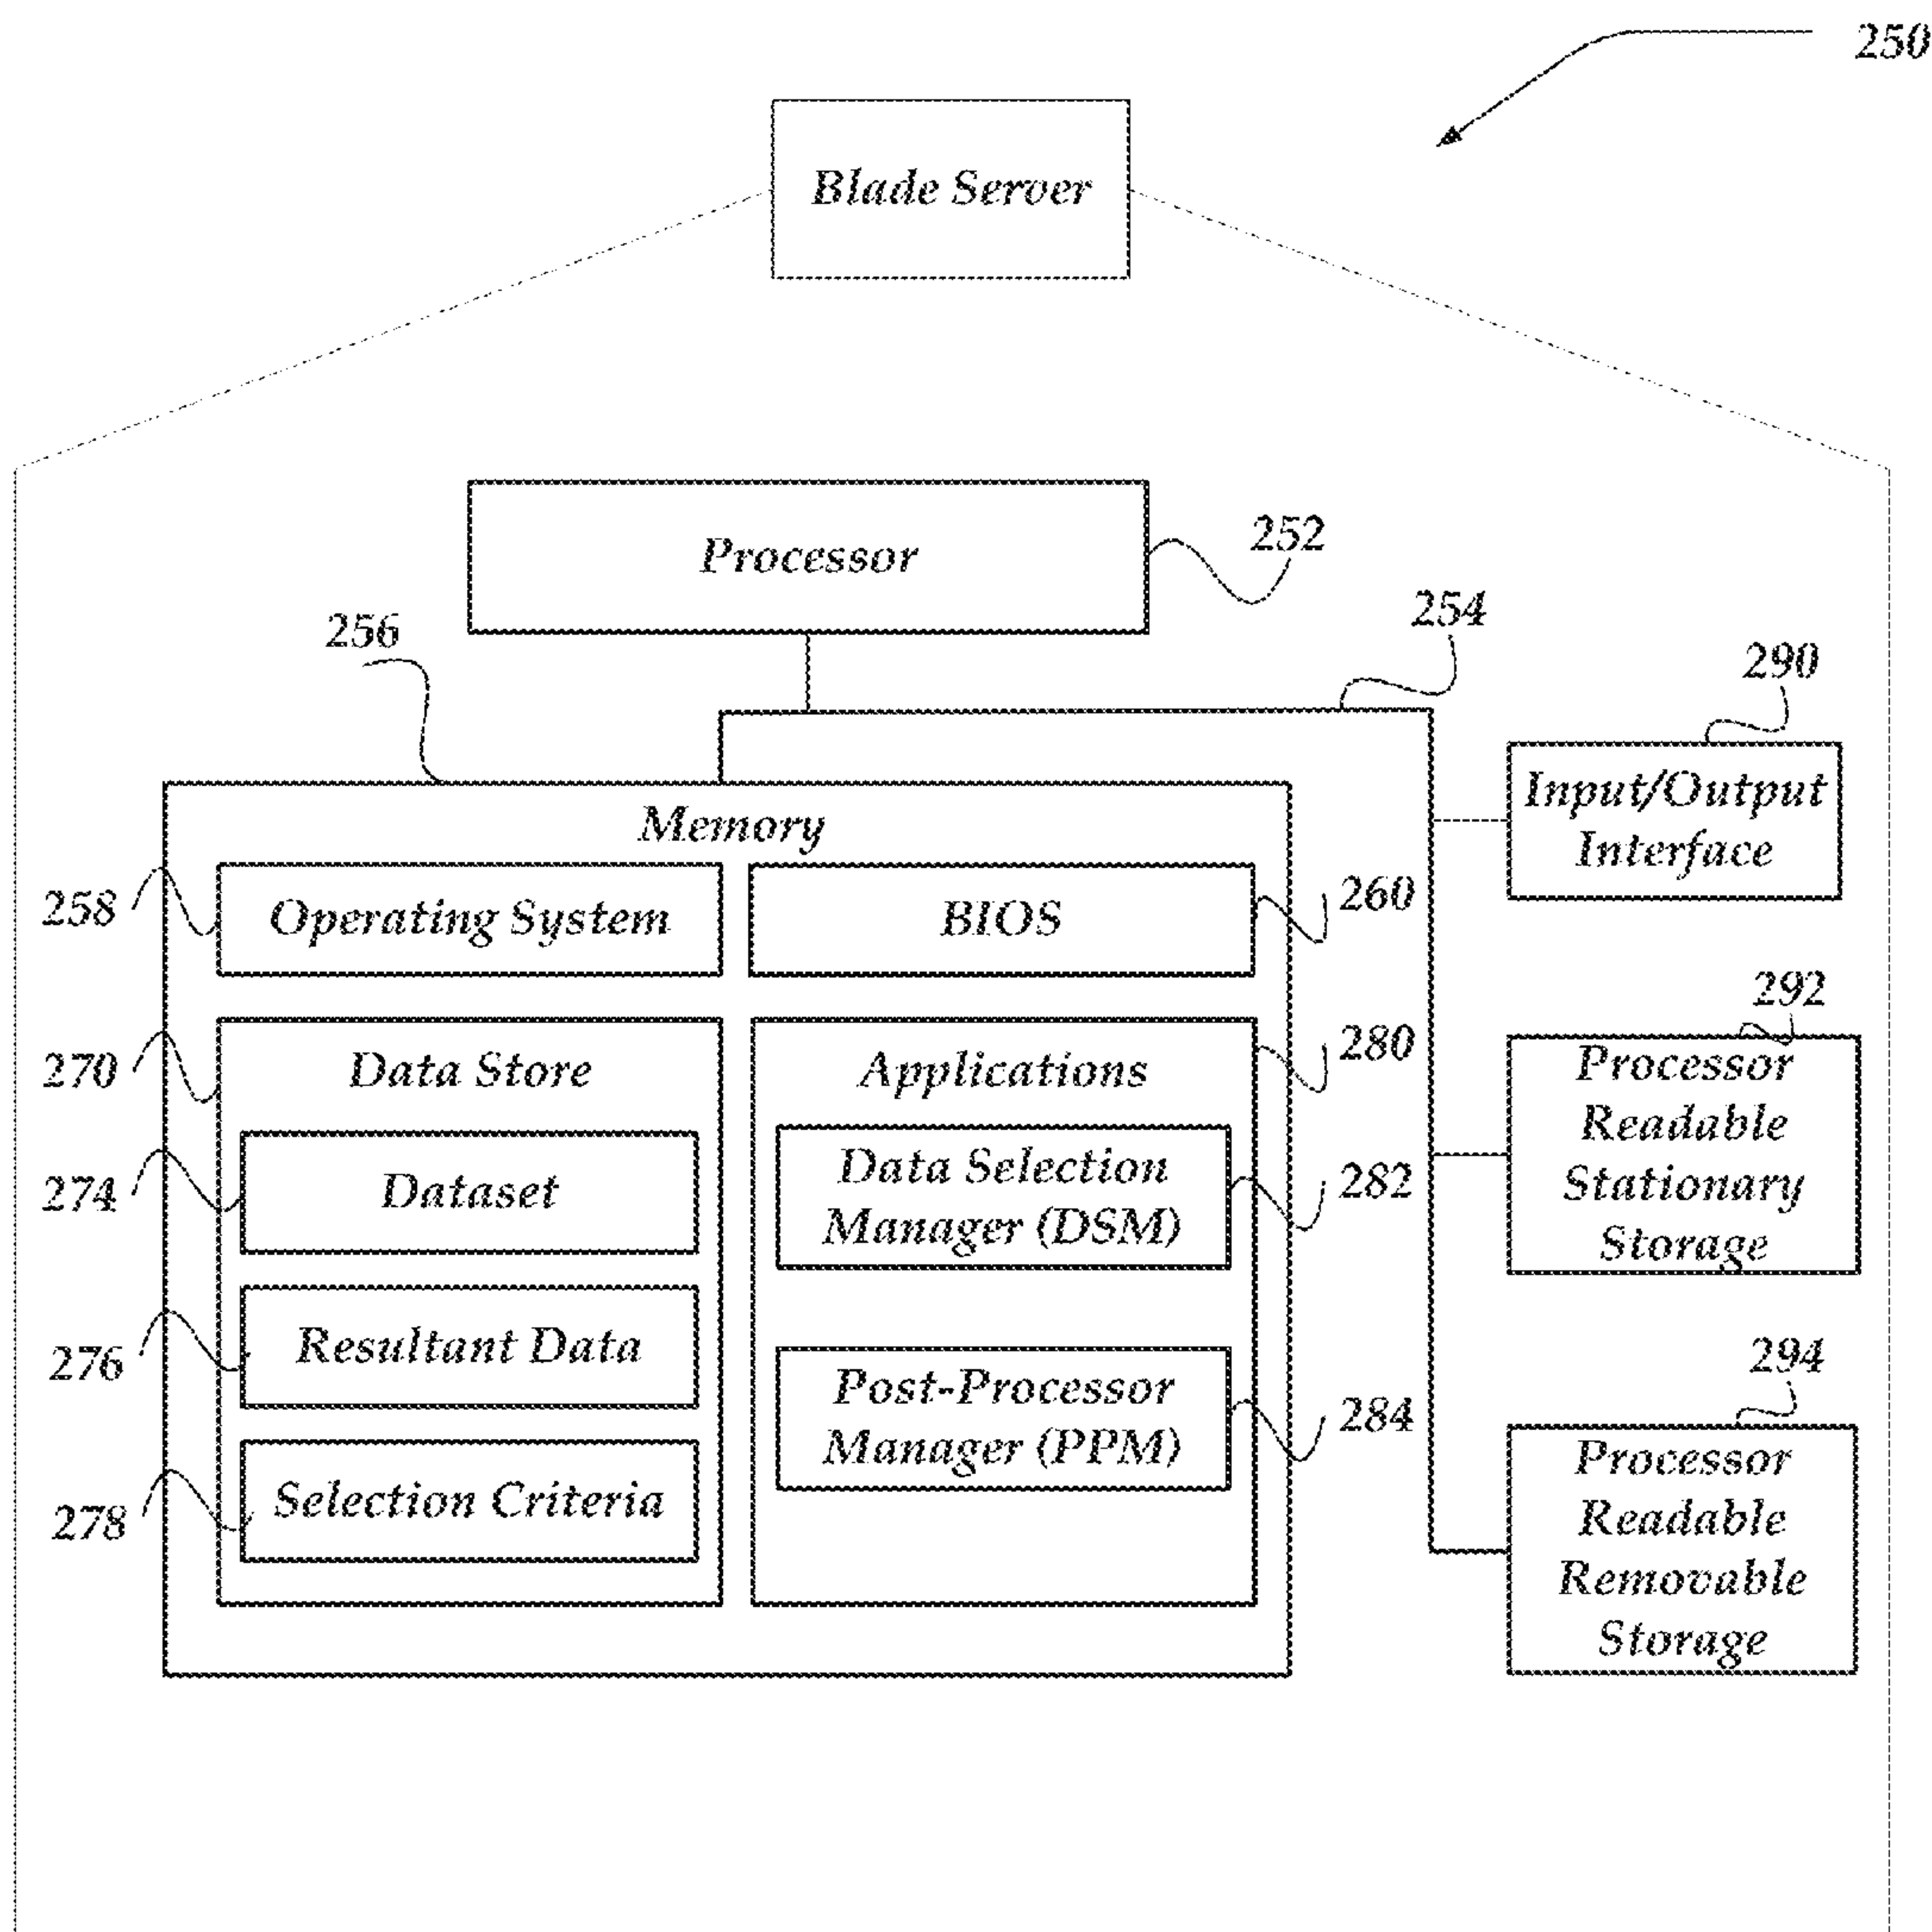 250
Blade Server
Processor
252
256
254
290
Memory
Input/Output
Interface
258
Operating System
BIOS
260
292
270
Data Store
Applications
280
Processor
Readable
Stationary
Storage
274
Dataset
Data Selection
Manager (DSM)
282
276
Resultant Data
Post-Processor
Manager (PPM)
284
294
278
Selection Criteria
Processor
Readable
Removable
Storage